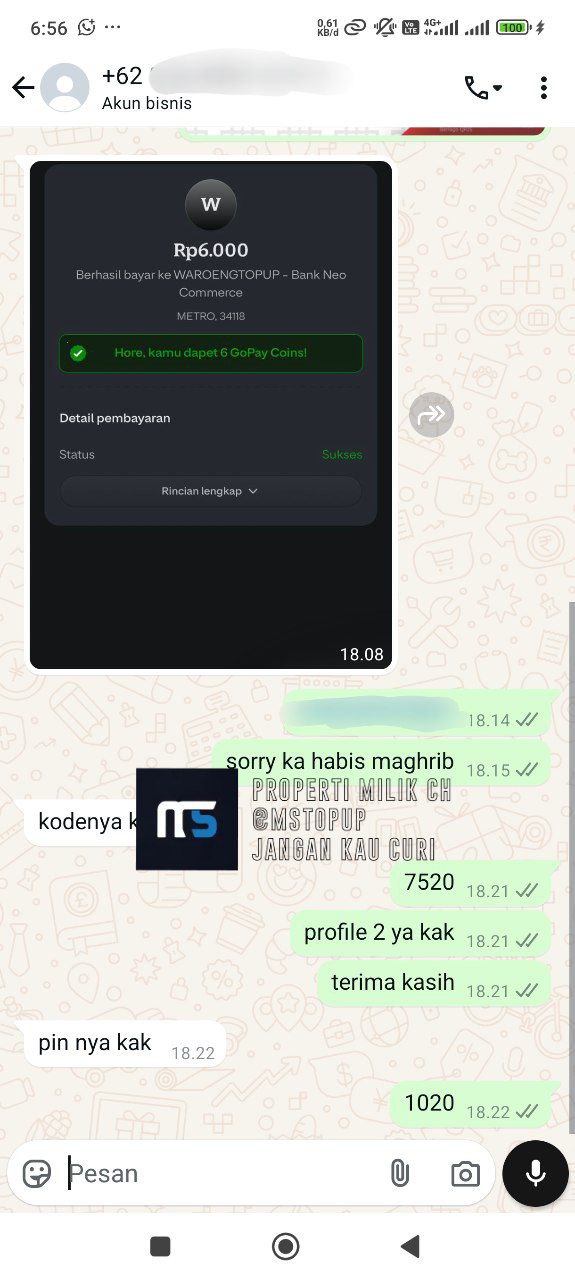 6:56
0,61
KB/d
Vo
LTE
4G+
100
+62
Akun bisnis
W
Rp6.000
Berhasil bayar ke WAROENGTOPUP - Bank Neo
Commerce
METRO, 34118
Hore, kamu dapet 6 GoPay Coins!
Detail pembayaran
Status
Sukses
Rincian lengkap
18.08
18.14
sorry ka habis maghrib
18.15
kodenya
MS
PROPERTI MILIK CH
@MSTOPUP
JANGAN KAU CURI
7520
18.21
profile 2 ya kak
18.21
terima kasih
18.21
pin nya kak
18.22
1020
18.22
Pesan